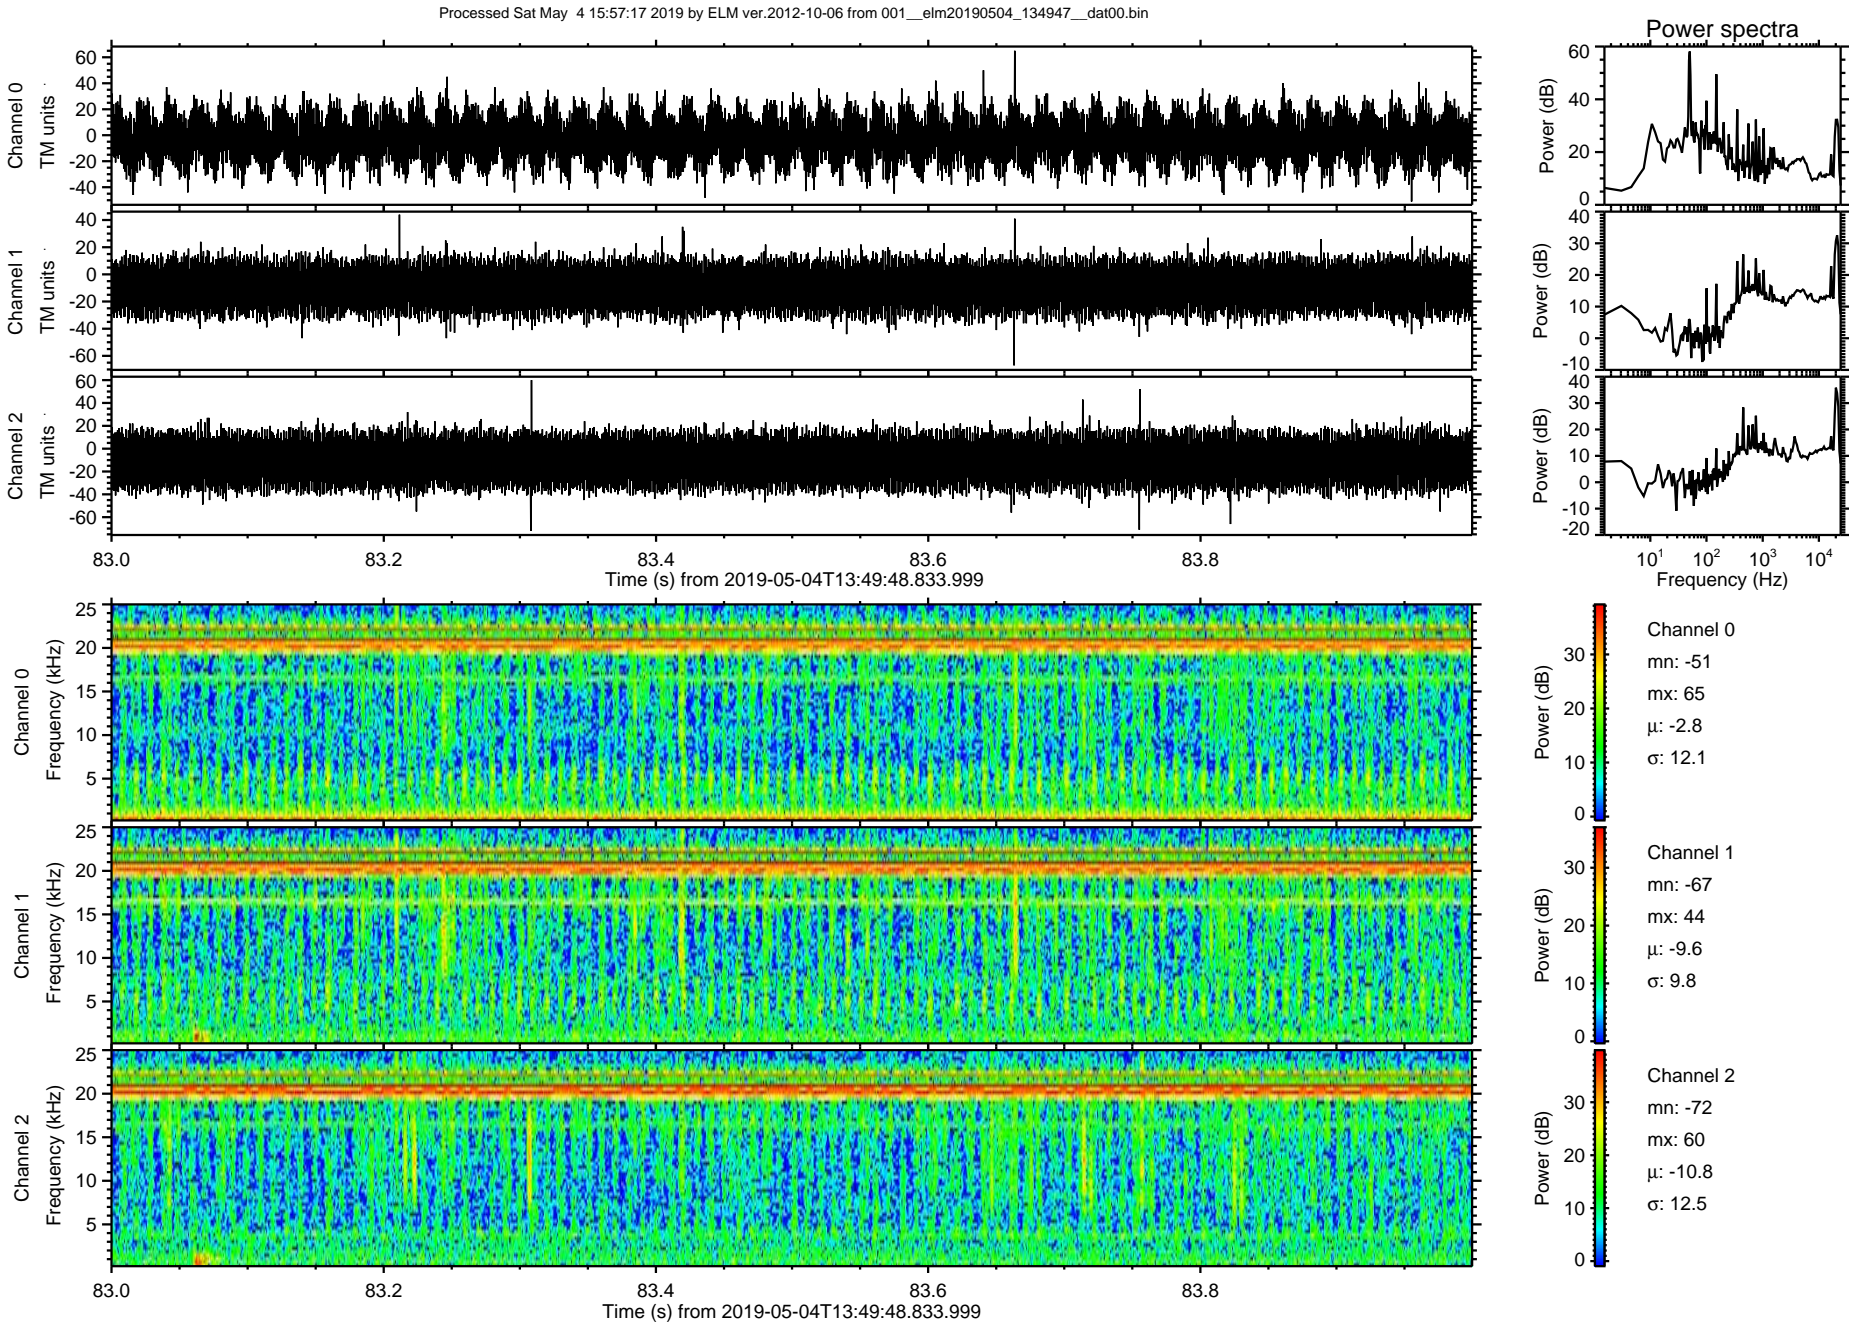 Processed Sat May 4 15:57:17 2019 by ELM ver.2012-10-06 from 001__elm20190504_134947__dat00.bin
Power spectra
Channel 0
TM units
60
40
20
0
-20
-40
Power (dB)
60
40
20
0
Channel 1
TM units
40
20
0
-20
-40
-60
Power (dB)
40
30
20
10
0
-10
Channel 2
TM units
60
40
20
0
-20
-40
-60
Power (dB)
40
30
20
10
0
-10
-20
83.0 83.2 83.4 83.6 83.8
Time (s) from 2019-05-04T13:49:48.833.999
10¹ 10² 10³ 10⁴
Frequency (Hz)
Channel 0
Frequency (kHz)
25
20
15
10
5
Power (dB)
30
20
10
0
Channel 0
mn: -51
mx: 65
μ: -2.8
σ: 12.1
Channel 1
Frequency (kHz)
25
20
15
10
5
Power (dB)
30
20
10
0
Channel 1
mn: -67
mx: 44
μ: -9.6
σ: 9.8
Channel 2
Frequency (kHz)
25
20
15
10
5
Power (dB)
30
20
10
0
Channel 2
mn: -72
mx: 60
μ: -10.8
σ: 12.5
83.0 83.2 83.4 83.6 83.8
Time (s) from 2019-05-04T13:49:48.833.999